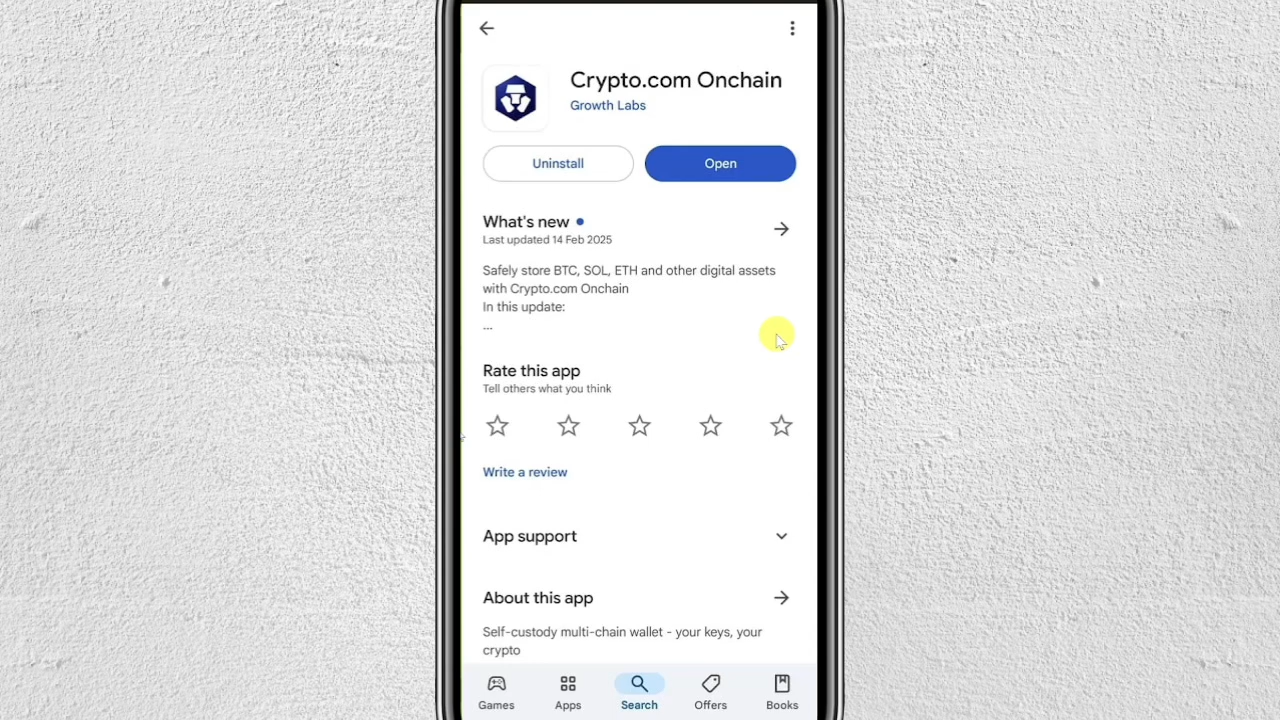 Crypto.com Onchain
Growth Labs
Uninstall
Open
What's new
Last updated 14 Feb 2025
Safely store BTC, SOL, ETH and other digital assets
with Crypto.com Onchain
In this update:
...
Rate this app
Tell others what you think
Write a review
App support
About this app
Self-custody multi-chain wallet - your keys, your
crypto
Games
Apps
Search
Offers
Books